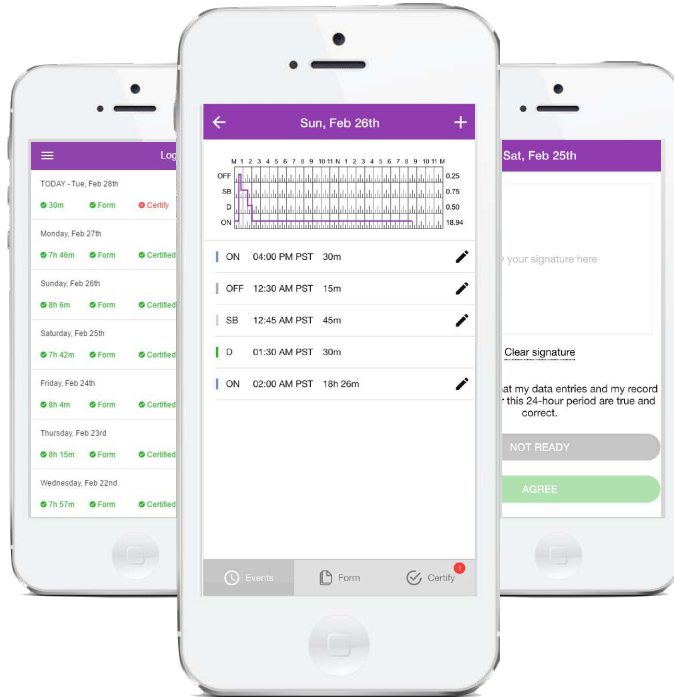 Log
TODAY - Tue, Feb 28th
30m Form Certify
Monday, Feb 27th
7h 46m Form Certified
Sunday, Feb 26th
8h 6m Form Certified
Saturday, Feb 25th
7h 42m Form Certified
Friday, Feb 24th
8h 4m Form Certified
Thursday, Feb 23rd
8h 15m Form Certified
Wednesday, Feb 22nd
7h 57m Form Certified
Sun, Feb 26th
M 1 2 3 4 5 6 7 8 9 10 11 N 1 2 3 4 5 6 7 8 9 10 11 M
OFF 0.25
SB 0.75
D 0.50
ON 18.94
ON 04:00 PM PST 30m
OFF 12:30 AM PST 15m
SB 12:45 AM PST 45m
D 01:30 AM PST 30m
ON 02:00 AM PST 18h 26m
Events Form Certify
1
Sat, Feb 25th
your signature here
Clear signature
at my data entries and my record
this 24-hour period are true and
correct.
NOT READY
AGREE